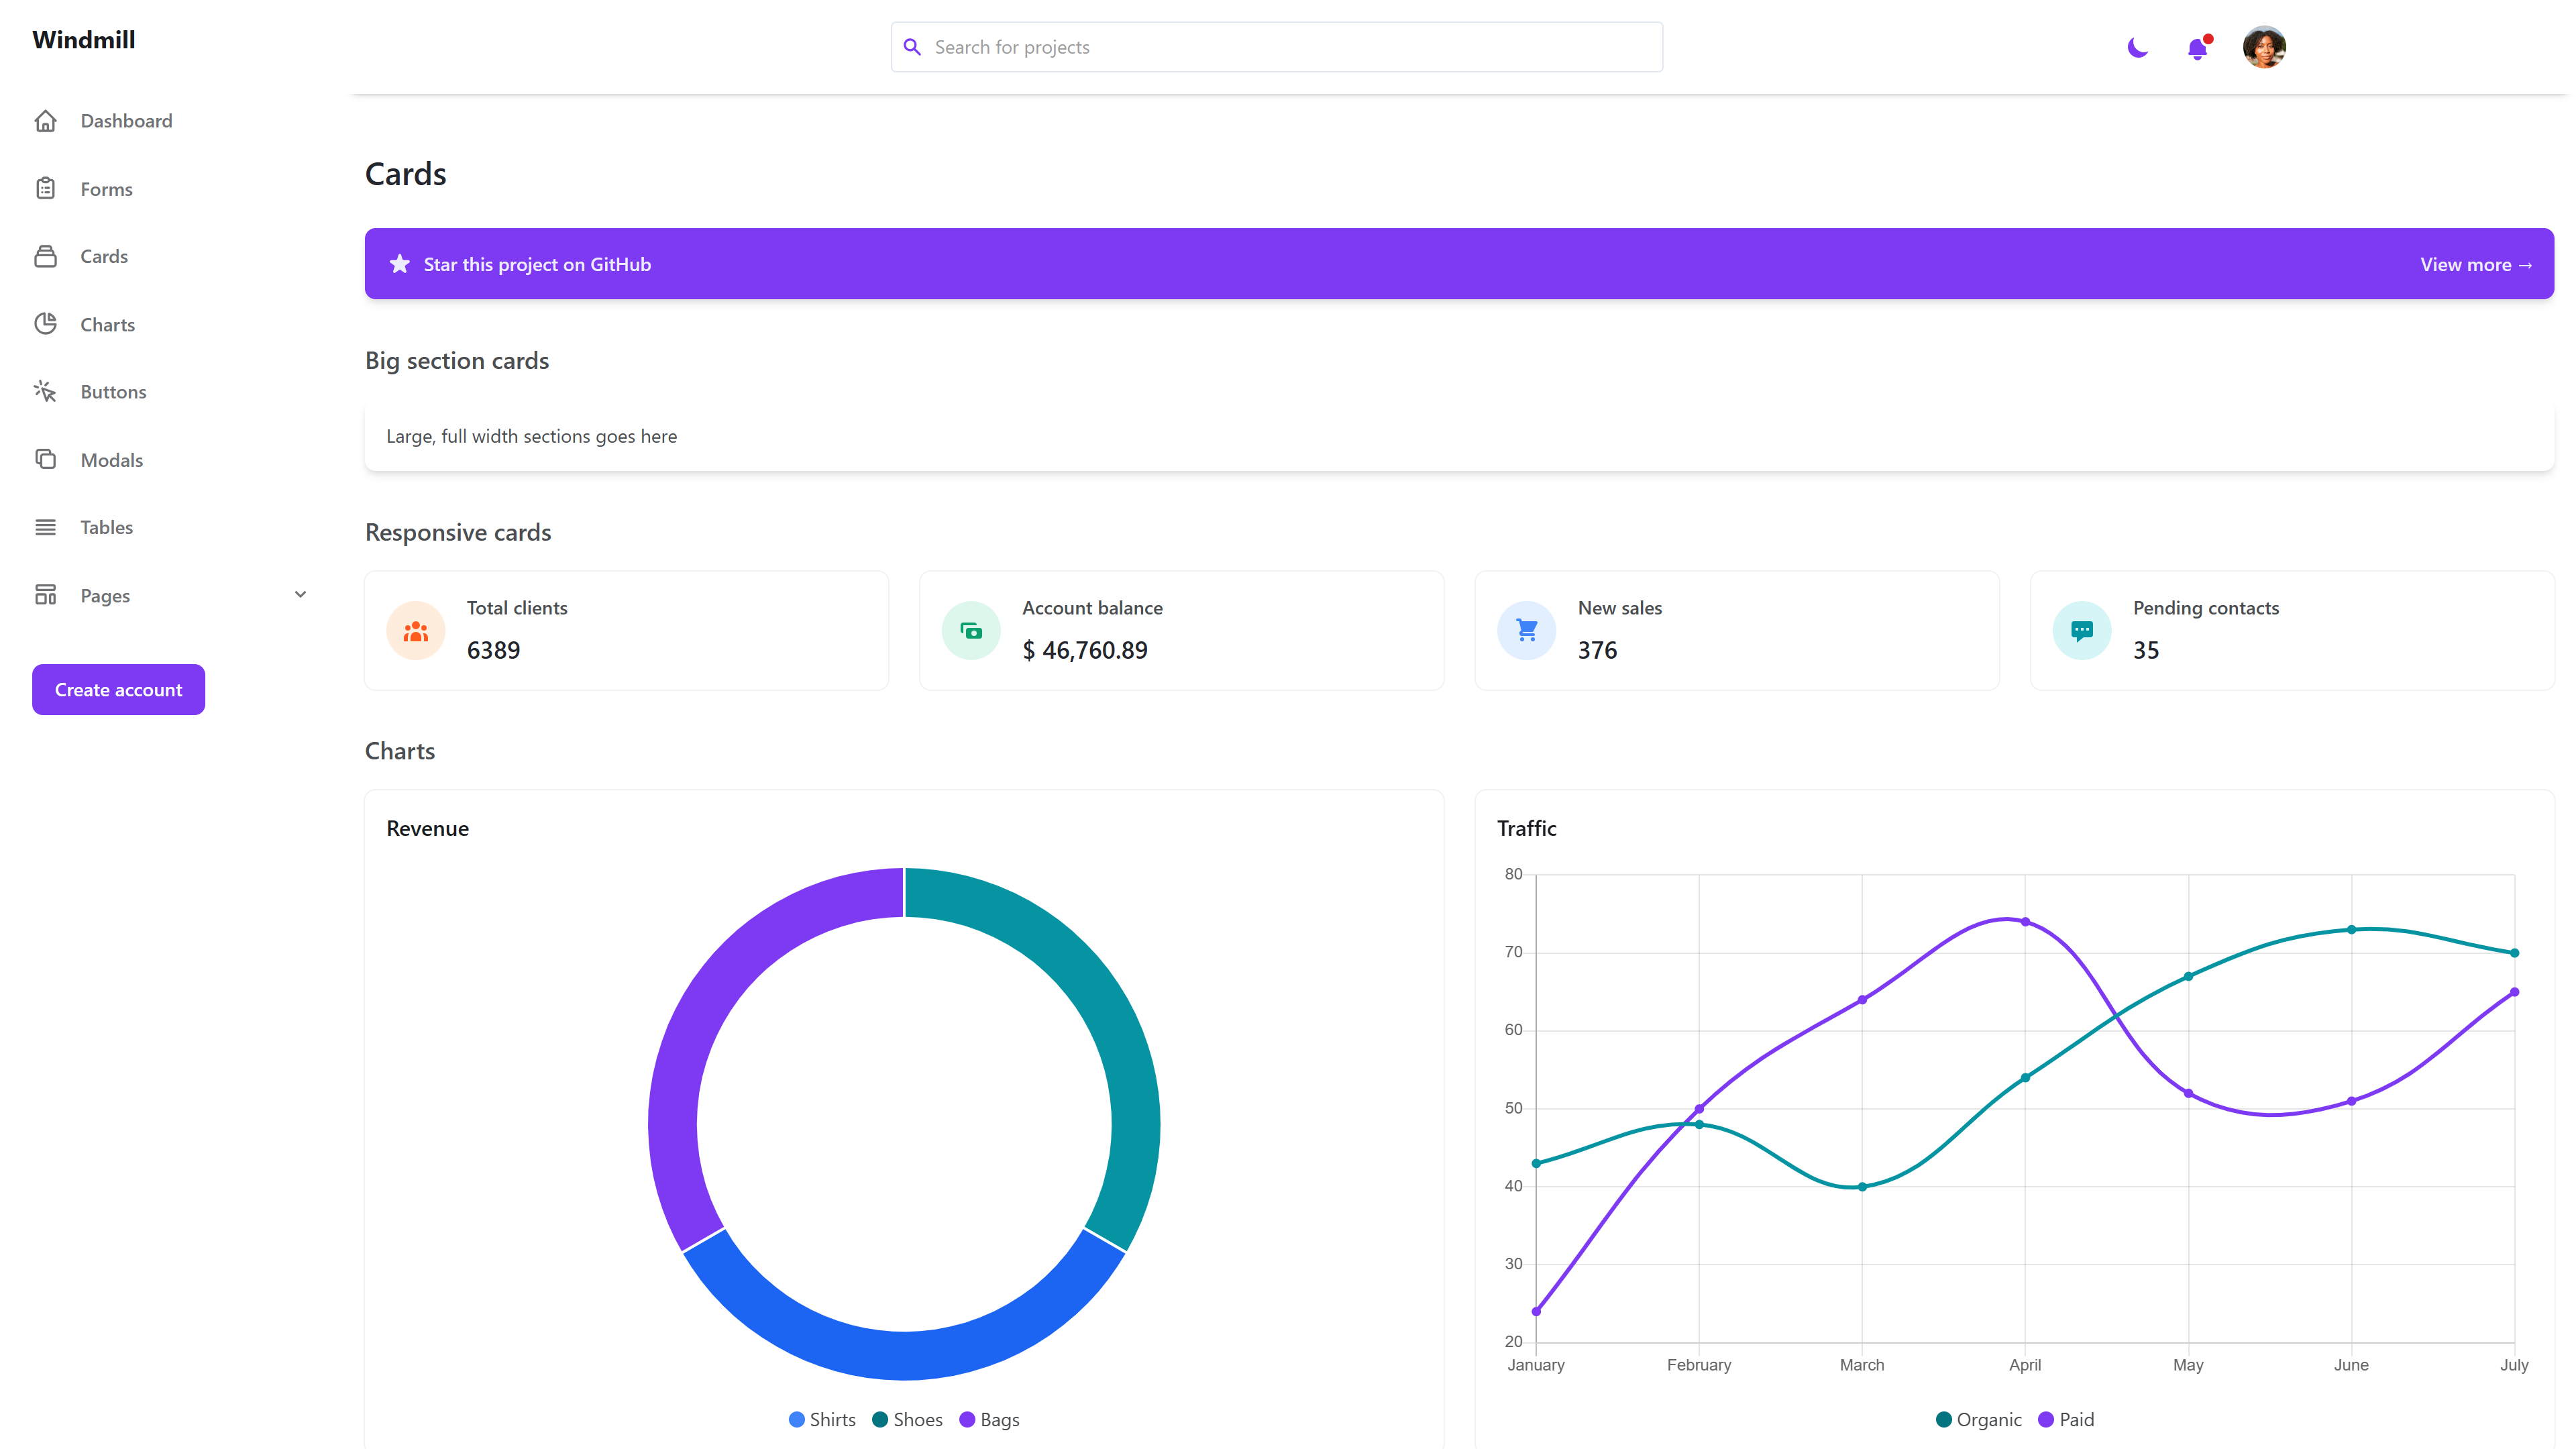 Windmill
Search for projects
Dashboard
Forms
Cards
Charts
Buttons
Modals
Tables
Pages
Create account
Cards
Star this project on GitHub
View more →
Big section cards
Large, full width sections goes here
Responsive cards
Total clients
6389
Account balance
$ 46,760.89
New sales
376
Pending contacts
35
Charts
Revenue
Shirts Shoes Bags
Traffic
80
70
60
50
40
30
20
January February March April May June July
Organic Paid